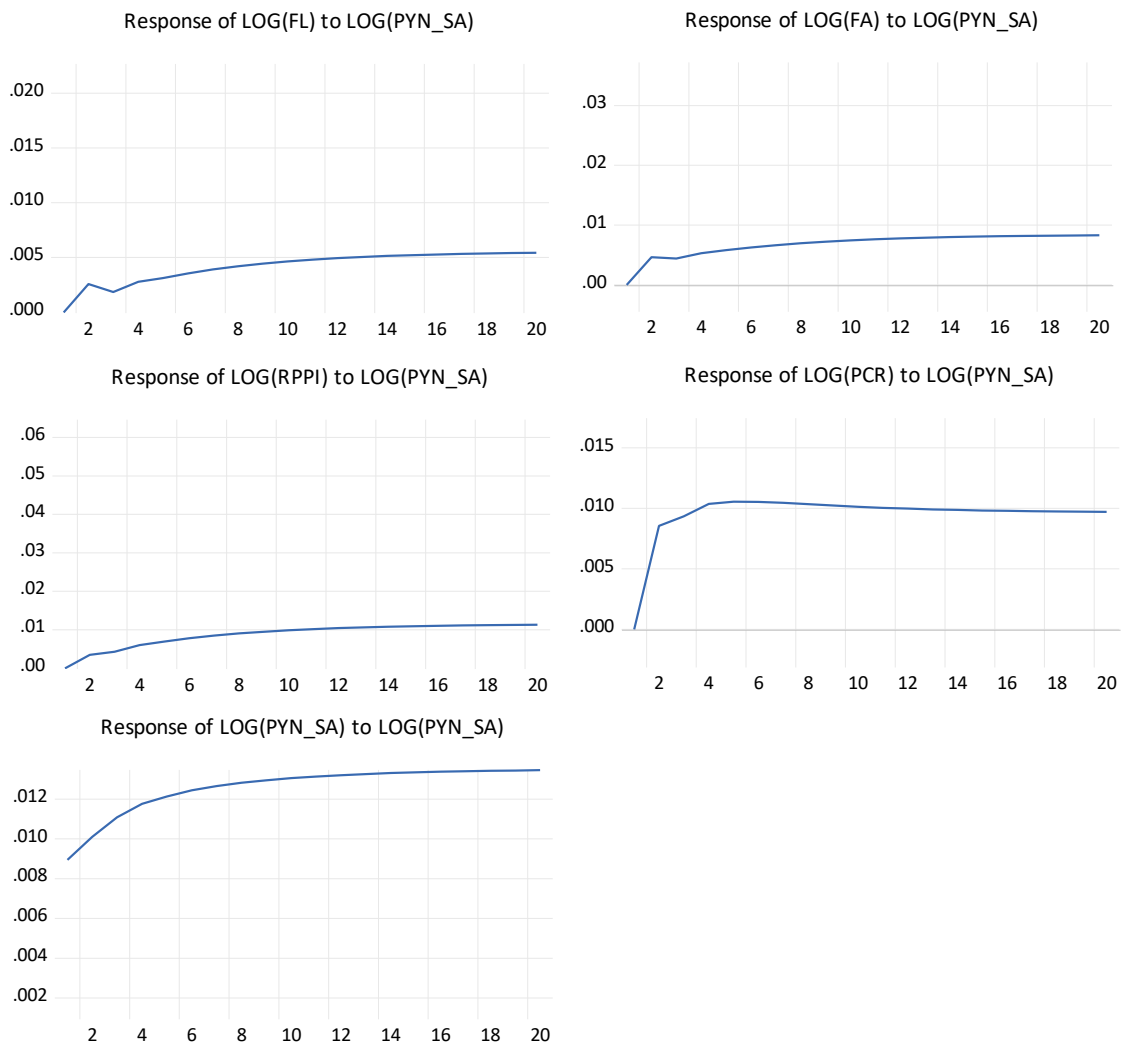 Response of LOG(FL) to LOG(PYN_SA)
.020
.015
.010
.005
.000
2 4 6 8 10 12 14 16 18 20
Response of LOG(FA) to LOG(PYN_SA)
.03
.02
.01
.00
2 4 6 8 10 12 14 16 18 20
Response of LOG(RPPI) to LOG(PYN_SA)
.06
.05
.04
.03
.02
.01
.00
2 4 6 8 10 12 14 16 18 20
Response of LOG(PCR) to LOG(PYN_SA)
.015
.010
.005
.000
2 4 6 8 10 12 14 16 18 20
Response of LOG(PYN_SA) to LOG(PYN_SA)
.012
.010
.008
.006
.004
.002
2 4 6 8 10 12 14 16 18 20